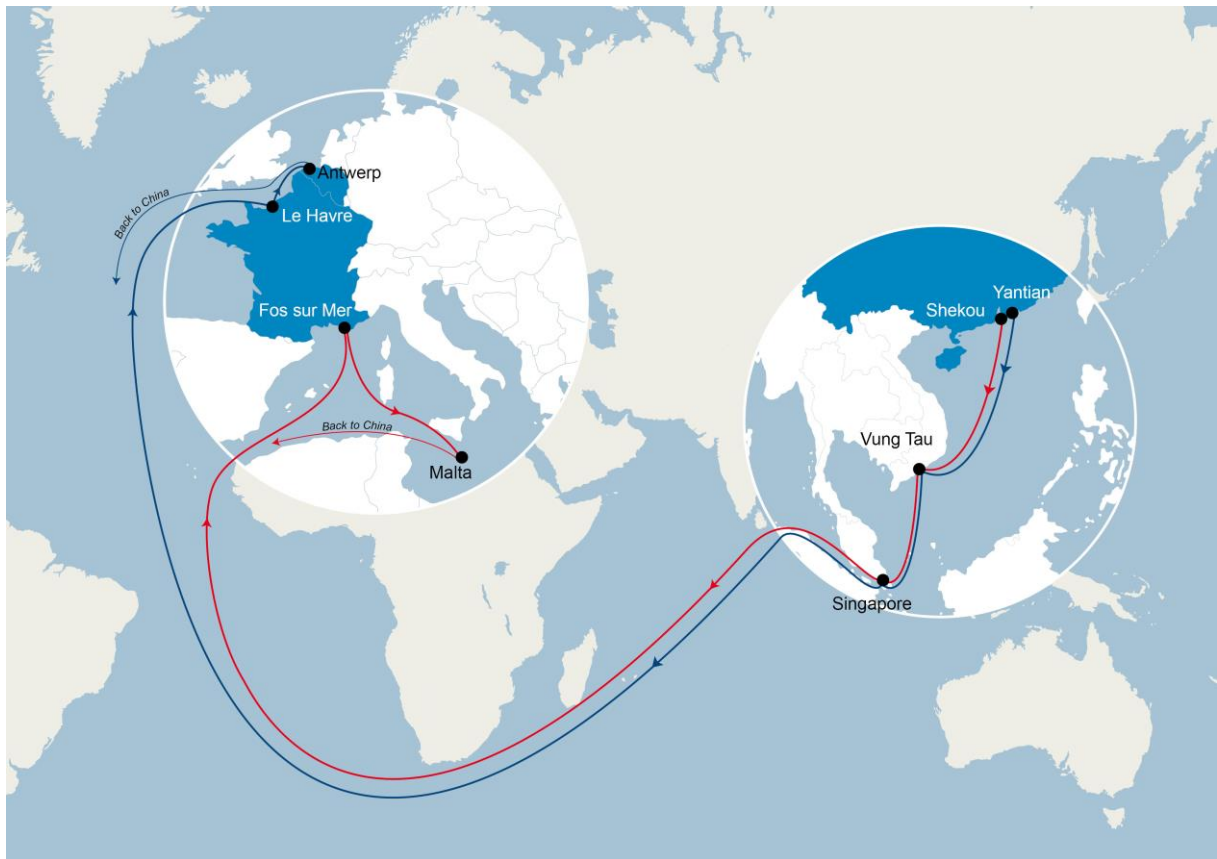 Antwerp
Back to China
Le Havre
Fos sur Mer
Back to China
Malta
Yantian
Shekou
Vung Tau
Singapore